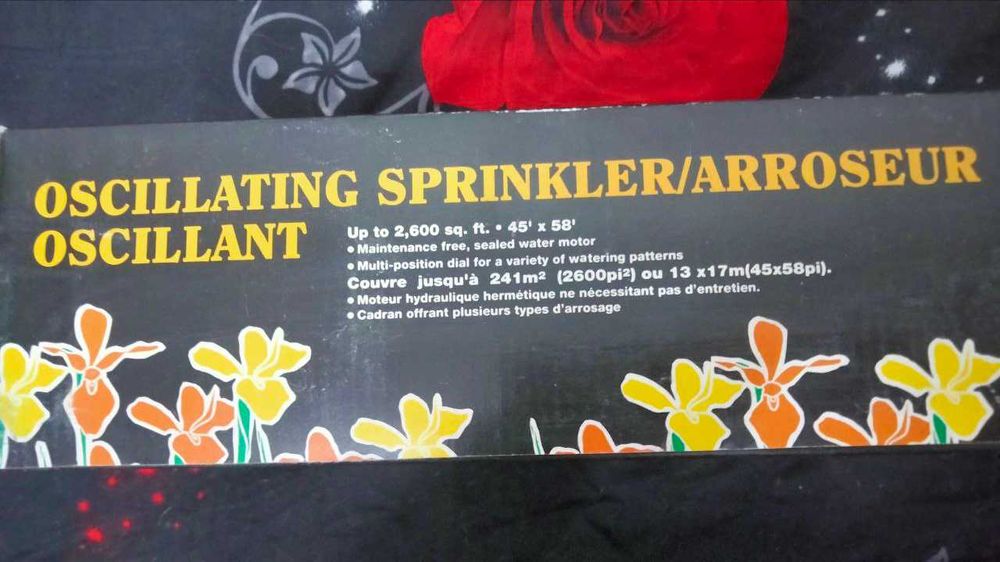 OSCILLATING SPRINKLER/ARROSEUR
OSCILLANT
Up to 2,600 sq. ft. • 45' x 58'
• Maintenance free, sealed water motor
• Multi-position dial for a variety of watering patterns
Couvre jusqu'à 241m² (2600pi²) ou 13 x17m(45x58pi).
• Moteur hydraulique hermétique ne nécessitant pas d'entretien.
• Cadran offrant plusieurs types d'arrosage